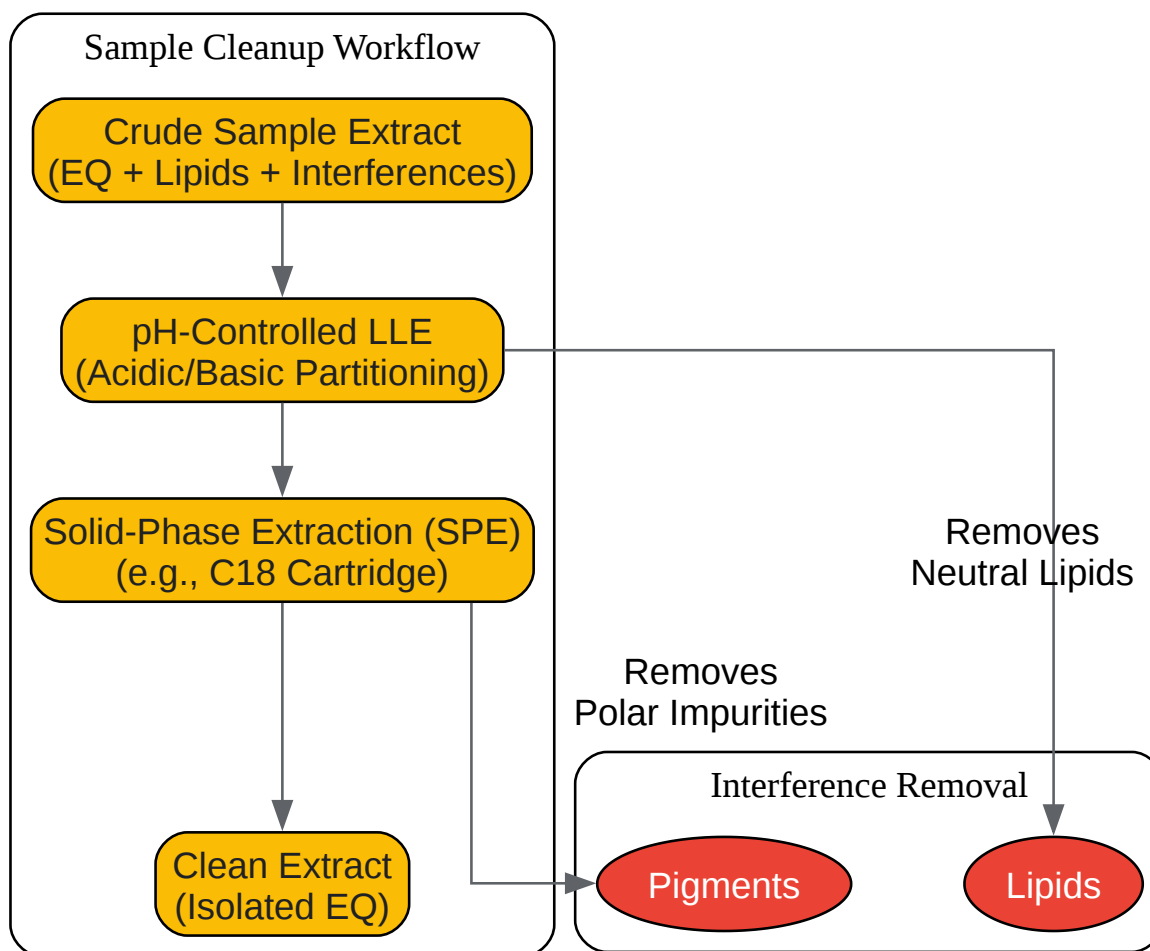 Sample Cleanup Workflow
Crude Sample Extract
(EQ + Lipids + Interferences)
pH-Controlled LLE
(Acidic/Basic Partitioning)
Solid-Phase Extraction (SPE)
(e.g., C18 Cartridge)
Removes
Neutral Lipids
Removes
Polar Impurities
Interference Removal
Clean Extract
(Isolated EQ)
Pigments
Lipids